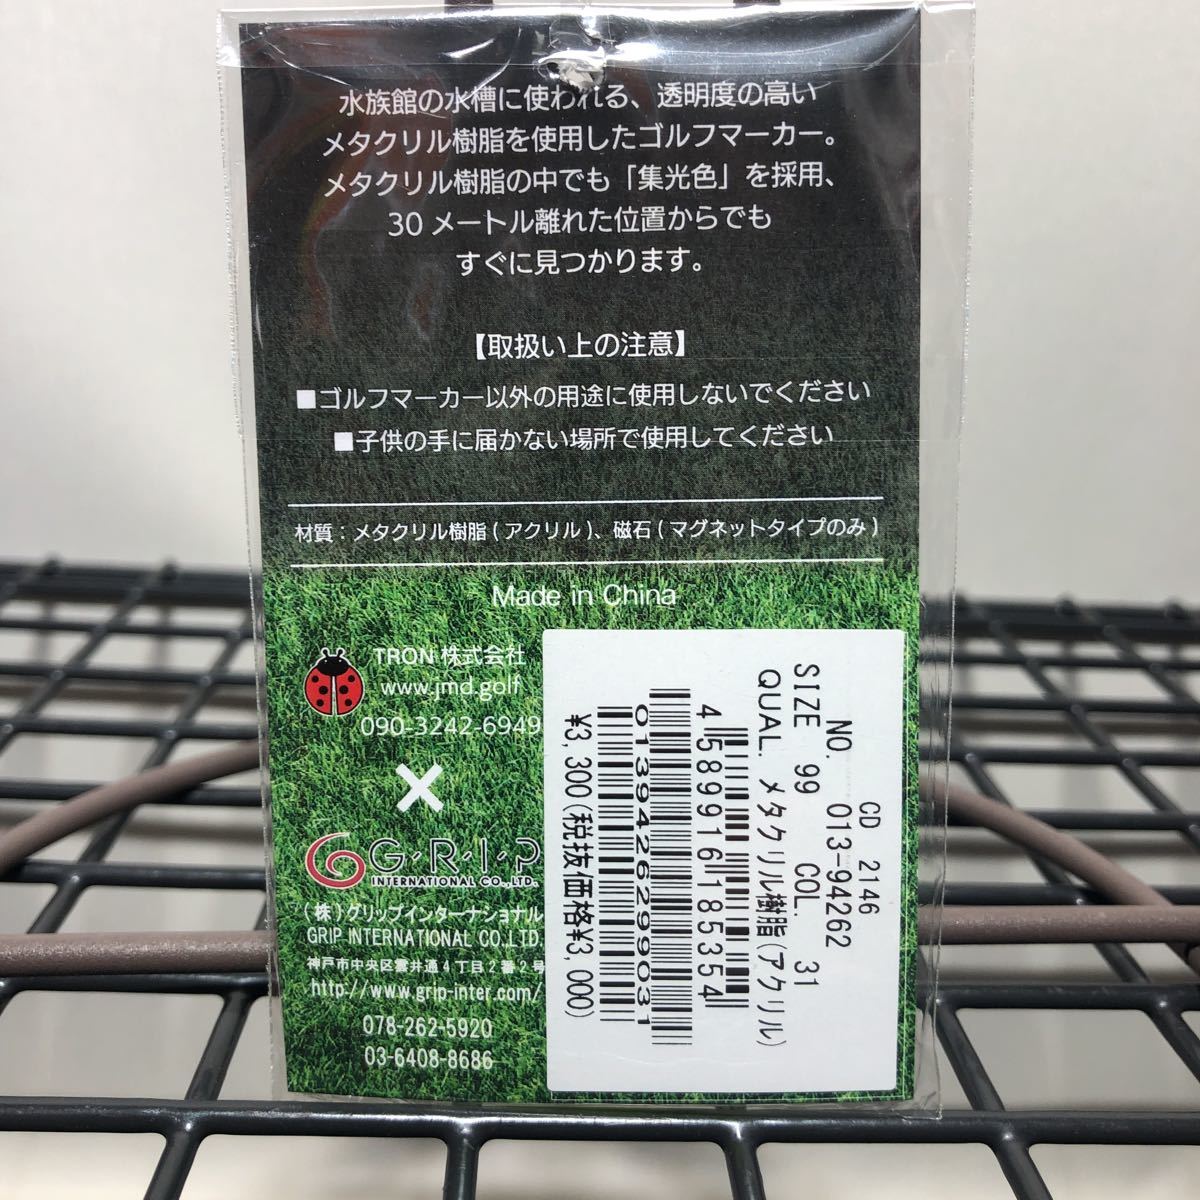 水族館の水槽に使われる、透明度の高い
メタクリル樹脂を使用したゴルフマーカー。
メタクリル樹脂の中でも「集光色」を採用、
30メートル離れた位置からでも
すぐに見つかります。
【取扱い上の注意】
■ゴルフマーカー以外の用途に使用しないでください
■子供の手に届かない場所で使用してください
材質：メタクリル樹脂(アクリル)、磁石(マグネットタイプのみ)
Made in China
TRON 株式会社
www.jmd.golf
090-3242-6949
×
G・R・I・P
INTERNATIONAL CO.,LTD.
(株)グリップインターナショナル
GRIP INTERNATIONAL CO.,LTD.
神戸市中央区雲井通4丁目2番2号
http://www.grip-inter.com/
078-262-5920
03-6408-8686
CD 2146
NO. 013-94262
SIZE 99 COL. 31
QUAL. メタクリル樹脂(アクリル)
4589916185354
0139426299031
¥3,300(税抜価格¥3,000)